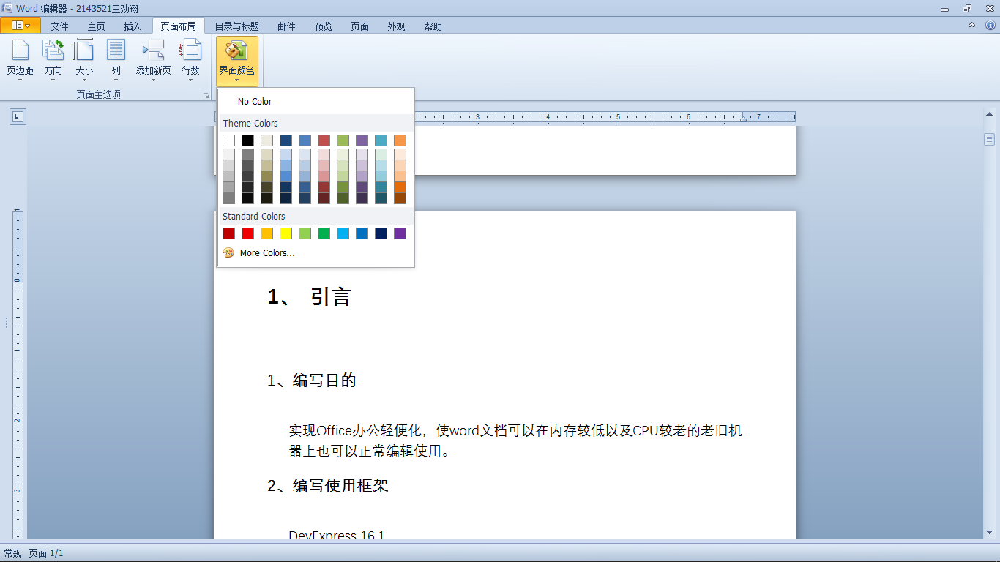 Word 编辑器 - 2143521王劲翔
文件 主页 插入 页面布局 目录与标题 邮件 预览 页面 外观 帮助
页边距 方向 大小 列 添加新页 行数 界面颜色
页面主选项
No Color
Theme Colors
Standard Colors
More Colors...
3 4 5 6 7
1 0 1 2 3
1、 引言
1、编写目的
实现Office办公轻便化，使word文档可以在内存较低以及CPU较老的老旧机
器上也可以正常编辑使用。
2、编写使用框架
DevExpress 16.1
常规 页面 1/1